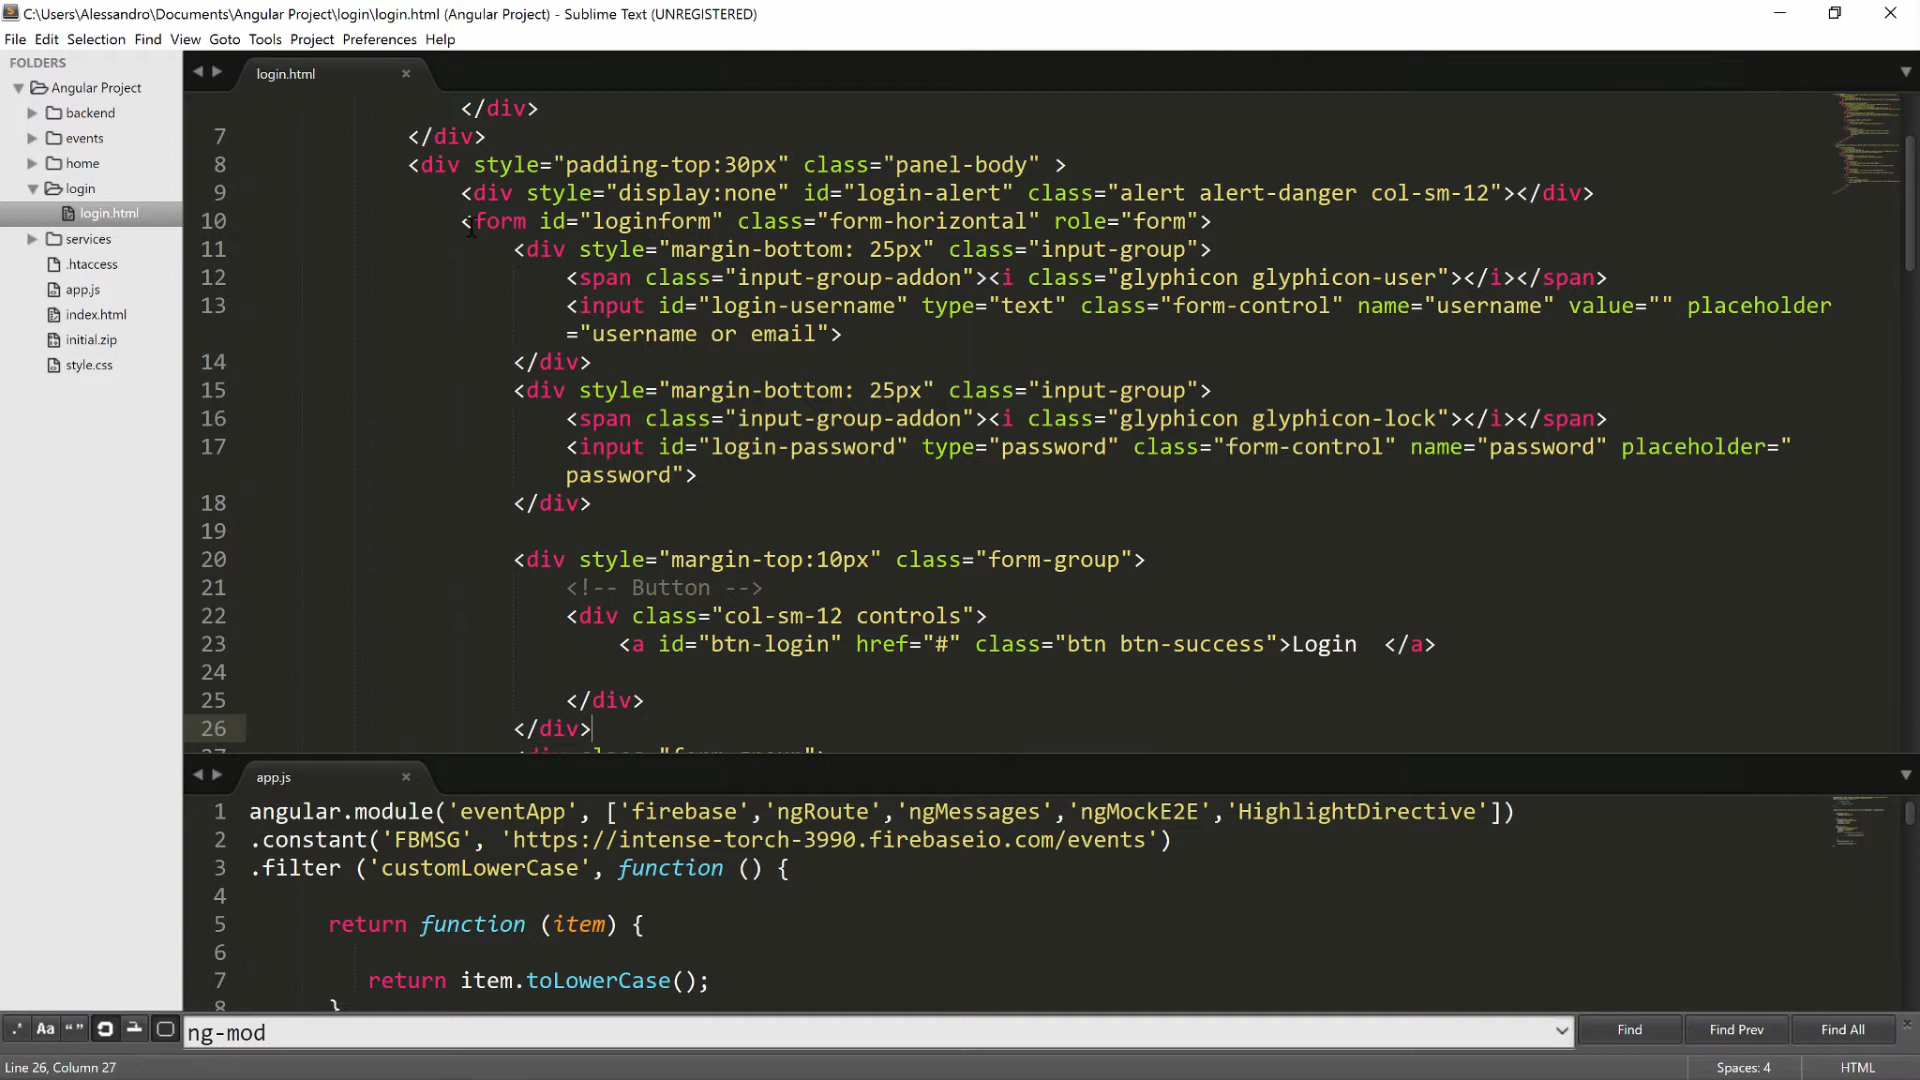 C:\Users\Alessandro\Documents\Angular Project\login\login.html (Angular Project) - Sublime Text (UNREGISTERED)
File Edit Selection Find View Goto Tools Project Preferences Help
FOLDERS
Angular Project
backend
events
home
login
login.html
services
.htaccess
app.js
index.html
initial.zip
style.css
login.html
</div>
7 </div>
8 <div style="padding-top:30px" class="panel-body" >
9 <div style="display:none" id="login-alert" class="alert alert-danger col-sm-12"></div>
10 <form id="loginform" class="form-horizontal" role="form">
11 <div style="margin-bottom: 25px" class="input-group">
12 <span class="input-group-addon"><i class="glyphicon glyphicon-user"></i></span>
13 <input id="login-username" type="text" class="form-control" name="username" value="" placeholder
="username or email">
14 </div>
15 <div style="margin-bottom: 25px" class="input-group">
16 <span class="input-group-addon"><i class="glyphicon glyphicon-lock"></i></span>
17 <input id="login-password" type="password" class="form-control" name="password" placeholder="
password">
18 </div>
19
20 <div style="margin-top:10px" class="form-group">
21 <!-- Button -->
22 <div class="col-sm-12 controls">
23 <a id="btn-login" href="#" class="btn btn-success">Login  </a>
24
25 </div>
26 </div>
27 <div class="form-group">
app.js
1 angular.module('eventApp', ['firebase','ngRoute','ngMessages','ngMockE2E','HighlightDirective'])
2 .constant('FBMSG', 'https://intense-torch-3990.firebaseio.com/events')
3 .filter ('customLowerCase', function () {
4
5 return function (item) {
6
7 return item.toLowerCase();
8 }
.* Aa “” ng-mod Find Find Prev Find All
Line 26, Column 27 Spaces: 4 HTML